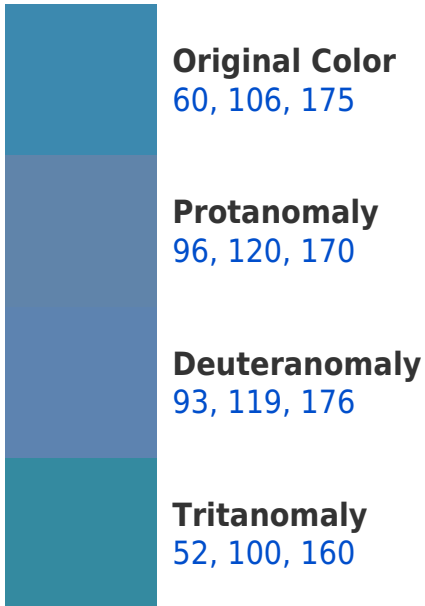 Original Color
60, 106, 175
Protanomaly
96, 120, 170
Deuteranomaly
93, 119, 176
Tritanomaly
52, 100, 160